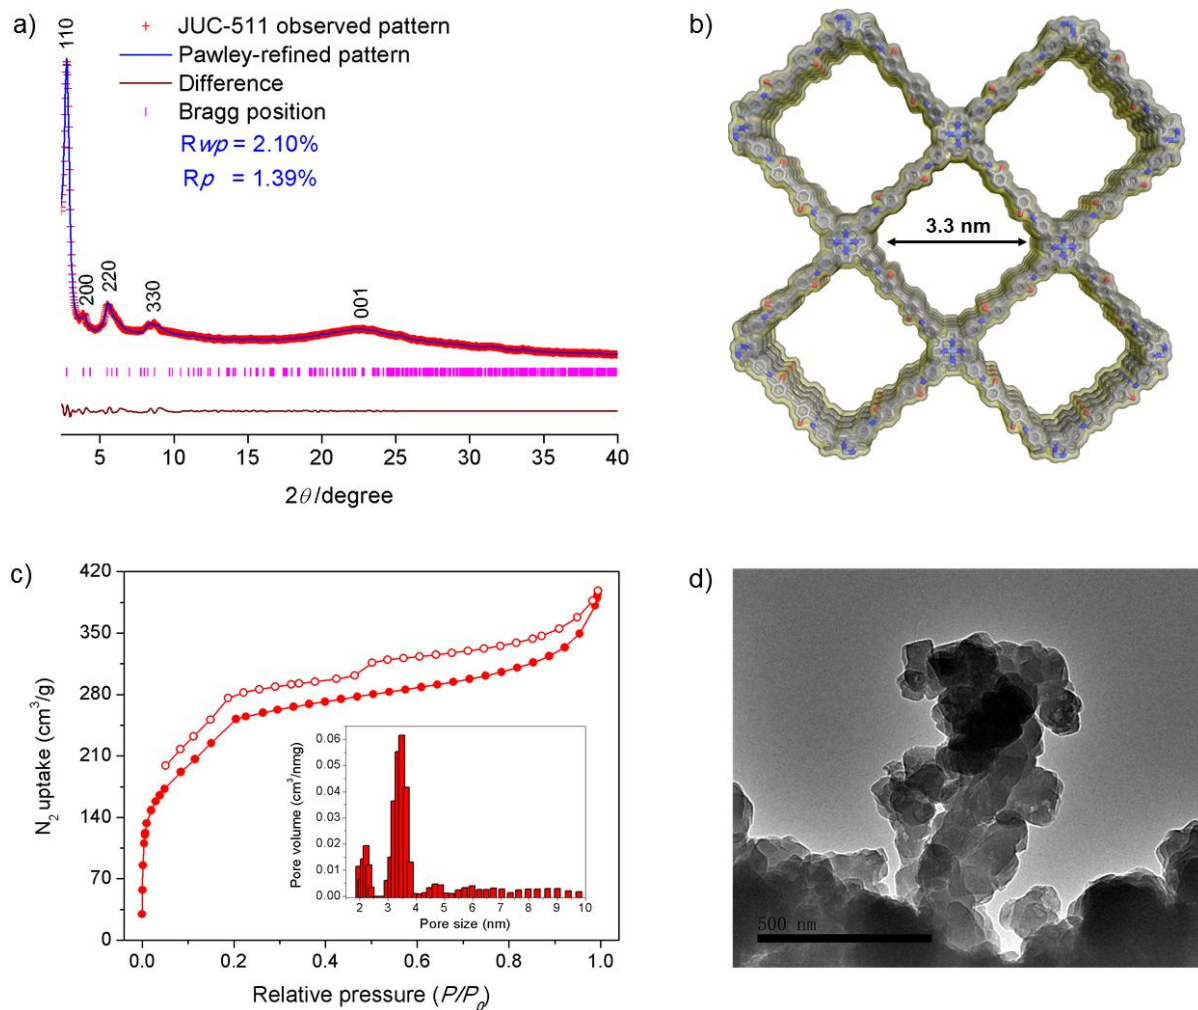 a)
JUC-511 observed pattern
Pawley-refined pattern
Difference
Bragg position
Rwp = 2.10%
Rp = 1.39%
110
200
220
330
001
5 10 15 20 25 30 35 40
2θ/degree
b)
3.3 nm
c)
420
350
280
210
140
70
0
N2 uptake (cm3/g)
0.0 0.2 0.4 0.6 0.8 1.0
Relative pressure (P/P0)
0.06
0.05
0.04
0.03
0.02
0.01
0.00
Pore volume (cm3/nmg)
2 3 4 5 6 7 8 9 10
Pore size (nm)
d)
500 nm